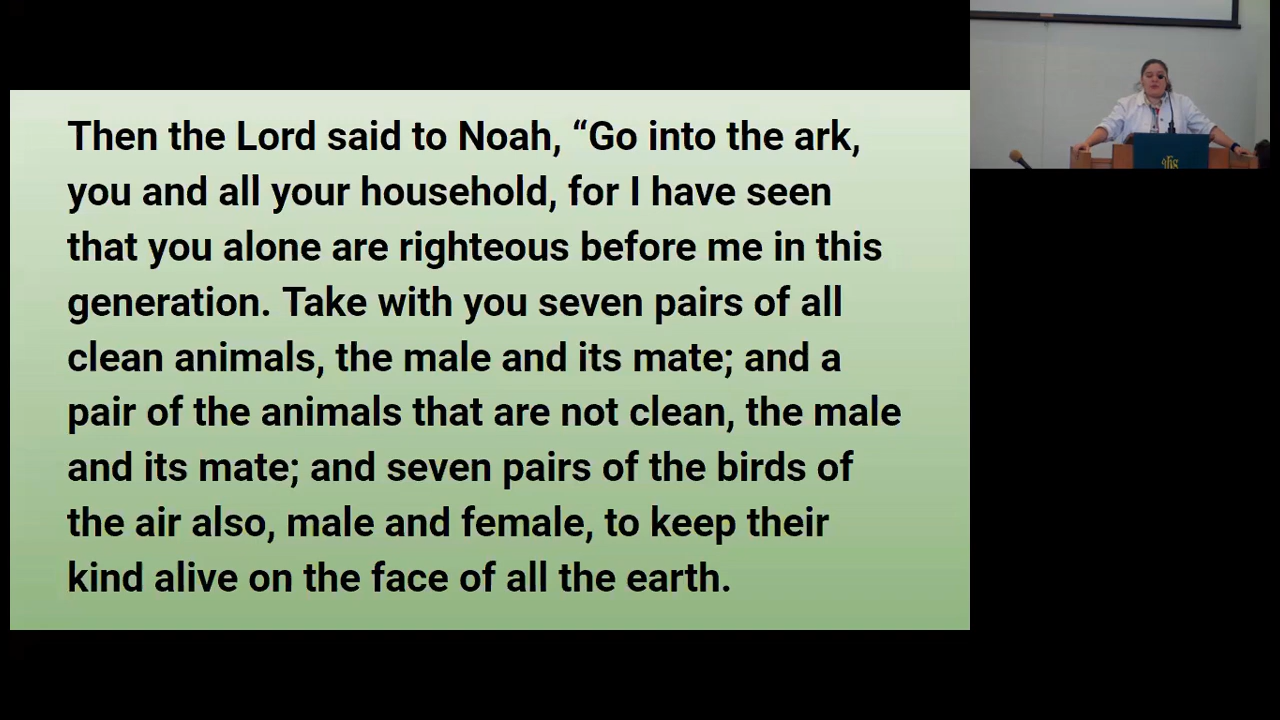 Then the Lord said to Noah, “Go into the ark,
you and all your household, for I have seen
that you alone are righteous before me in this
generation. Take with you seven pairs of all
clean animals, the male and its mate; and a
pair of the animals that are not clean, the male
and its mate; and seven pairs of the birds of
the air also, male and female, to keep their
kind alive on the face of all the earth.
ihs